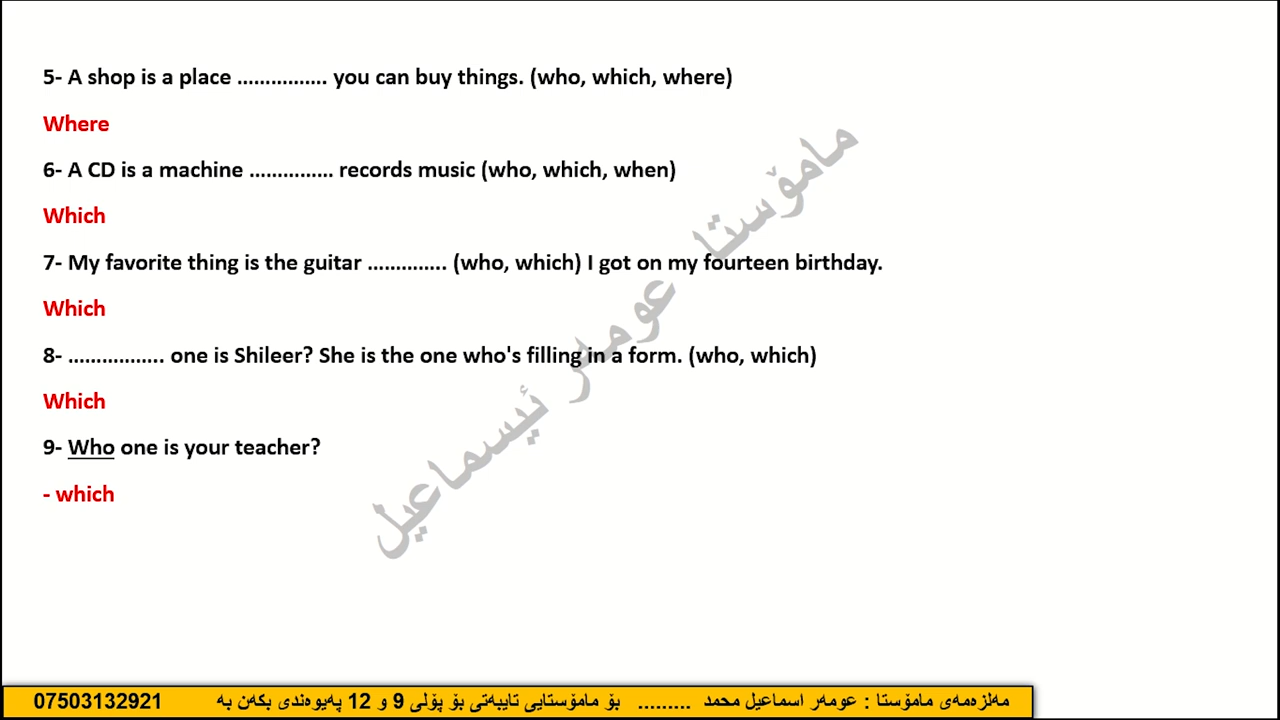 5- A shop is a place ................ you can buy things. (who, which, where)
Where
6- A CD is a machine ............... records music (who, which, when)
Which
7- My favorite thing is the guitar .............. (who, which) I got on my fourteen birthday.
Which
8- ................. one is Shileer? She is the one who's filling in a form. (who, which)
Which
9- Who one is your teacher?
- which
مامۆستا عومەر ئیسماعیل
مەلزەمەی مامۆستا : عومەر اسماعیل محمد ......... بۆ مامۆستایی تایبەتی بۆ پۆلی 9 و 12 پەیوەندی بکەن بە 07503132921